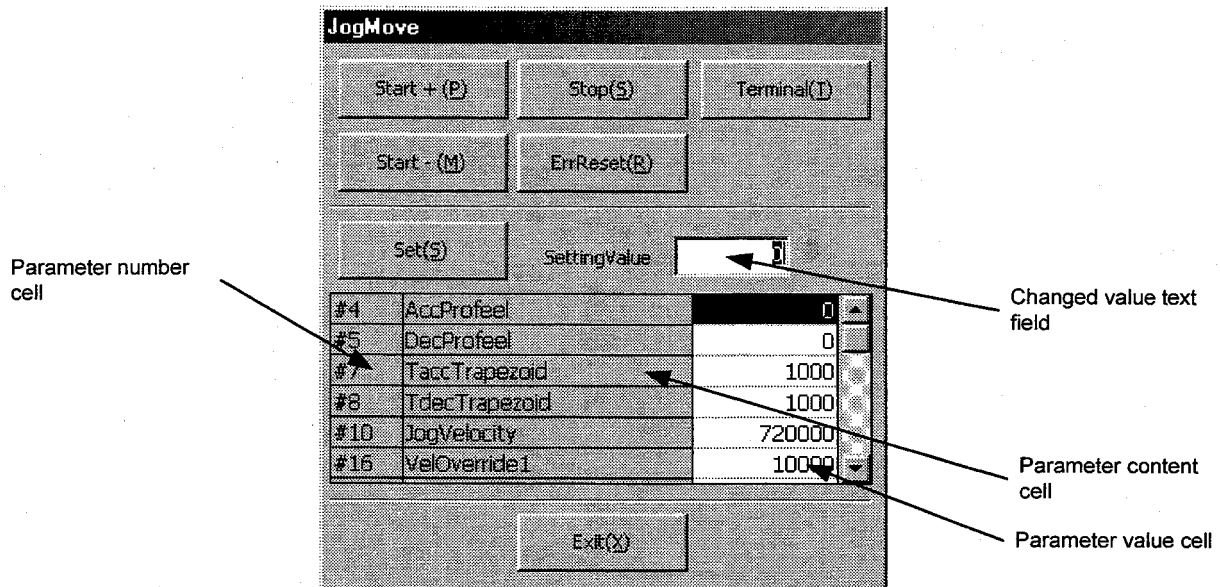 JogMove
Start + (P) Stop(S) Terminal(T)
Start - (M) ErrReset(R)
Set(S) SettingValue 0
Parameter number
cell
Changed value text
field
#4 AccProfeel 0
#5 DecProfeel 0
#7 TaccTrapezoid 1000
#8 TdecTrapezoid 1000
#10 JogVelocity 720000
#16 VelOverride1 10000
Parameter content
cell
Parameter value cell
Exit(X)